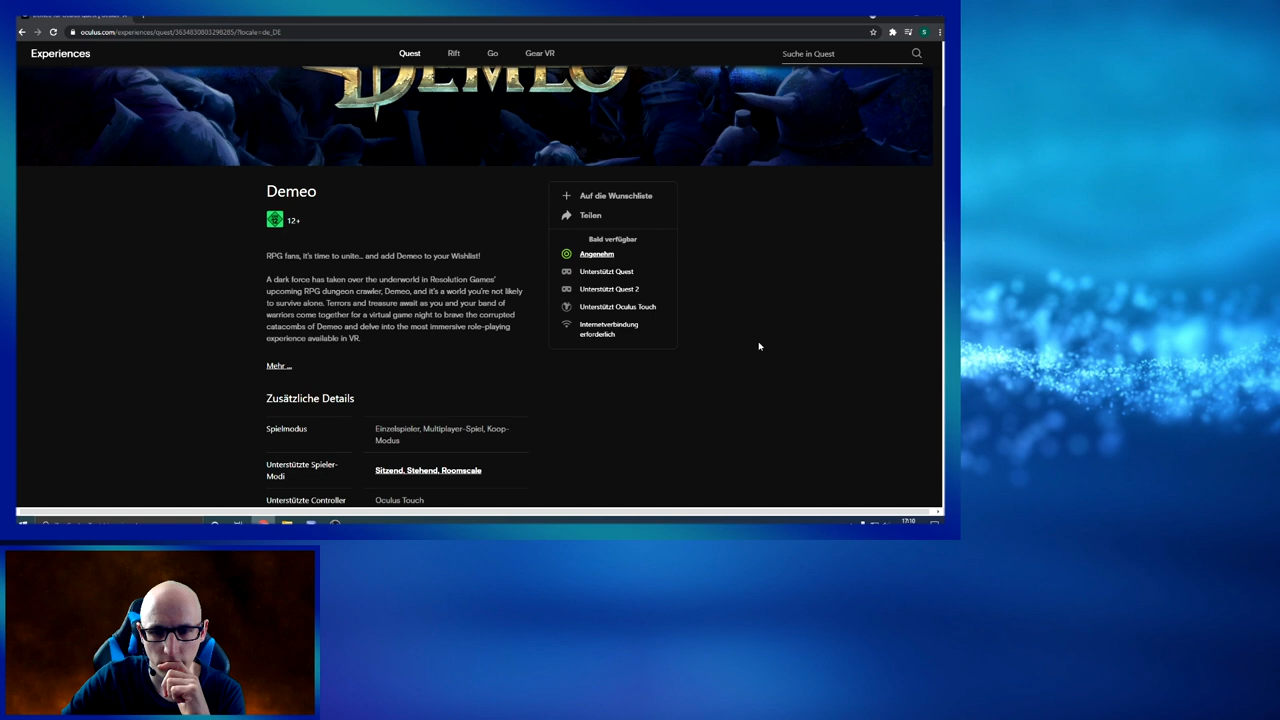 oculus.com/experiences/quest/3634830803298285/?locale=de_DE
Experiences
Quest Rift Go Gear VR
Suche in Quest
DEMEO
Demeo
12+
RPG fans, it's time to unite... and add Demeo to your Wishlist!
A dark force has taken over the underworld in Resolution Games'
upcoming RPG dungeon crawler, Demeo, and it's a world you're not likely
to survive alone. Terrors and treasure await as you and your band of
warriors come together for a virtual game night to brave the corrupted
catacombs of Demeo and delve into the most immersive role-playing
experience available in VR.
Mehr ...
Auf die Wunschliste
Teilen
Bald verfügbar
Angenehm
Unterstützt Quest
Unterstützt Quest 2
Unterstützt Oculus Touch
Internetverbindung
erforderlich
Zusätzliche Details
Spielmodus
Einzelspieler, Multiplayer-Spiel, Koop-
Modus
Unterstützte Spieler-
Modi
Sitzend, Stehend, Roomscale
Unterstützte Controller
Oculus Touch
17:10